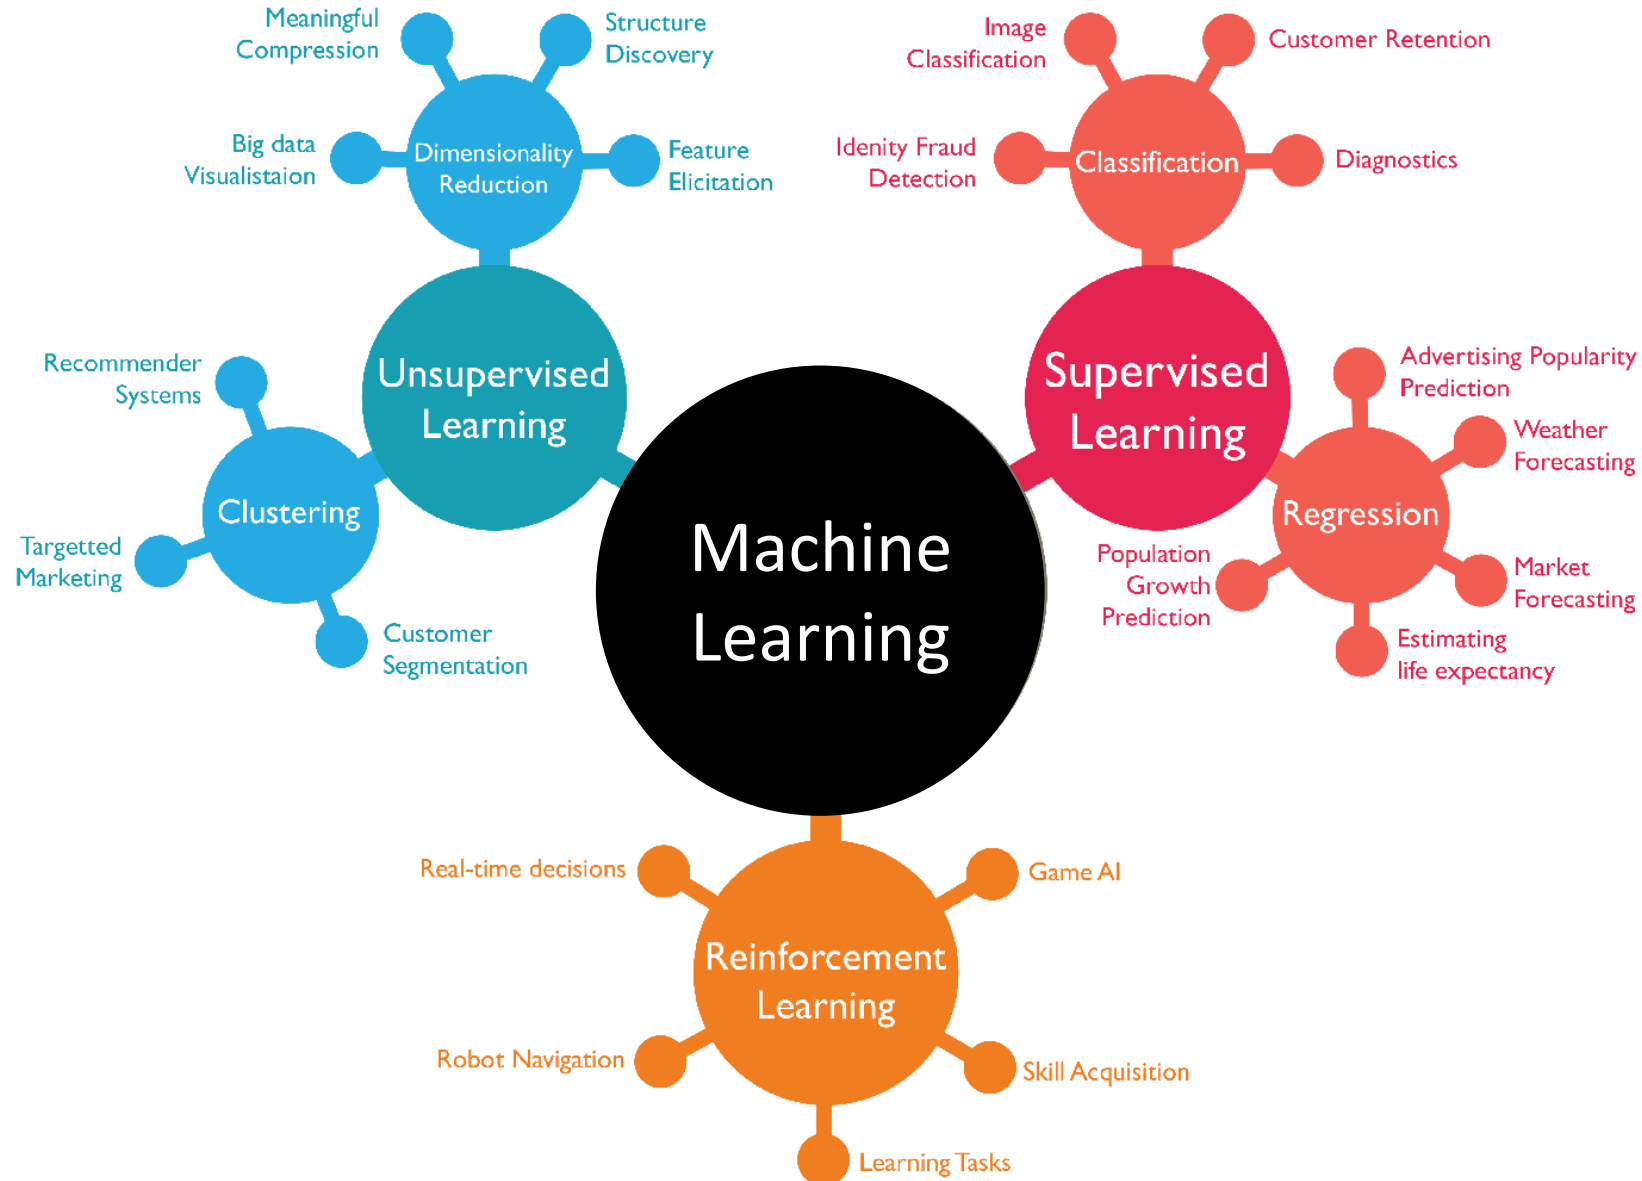 Meaningful
Compression
Structure
Discovery
Big data
Visualistaion
Dimensionality
Reduction
Feature
Elicitation
Image
Classification
Customer Retention
Idenity Fraud
Detection
Classification
Diagnostics
Unsupervised
Learning
Recommender
Systems
Clustering
Targetted
Marketing
Customer
Segmentation
Supervised
Learning
Advertising Popularity
Prediction
Weather
Forecasting
Regression
Population
Growth
Prediction
Market
Forecasting
Estimating
life expectancy
Machine
Learning
Real-time decisions
Game AI
Reinforcement
Learning
Robot Navigation
Skill Acquisition
Learning Tasks